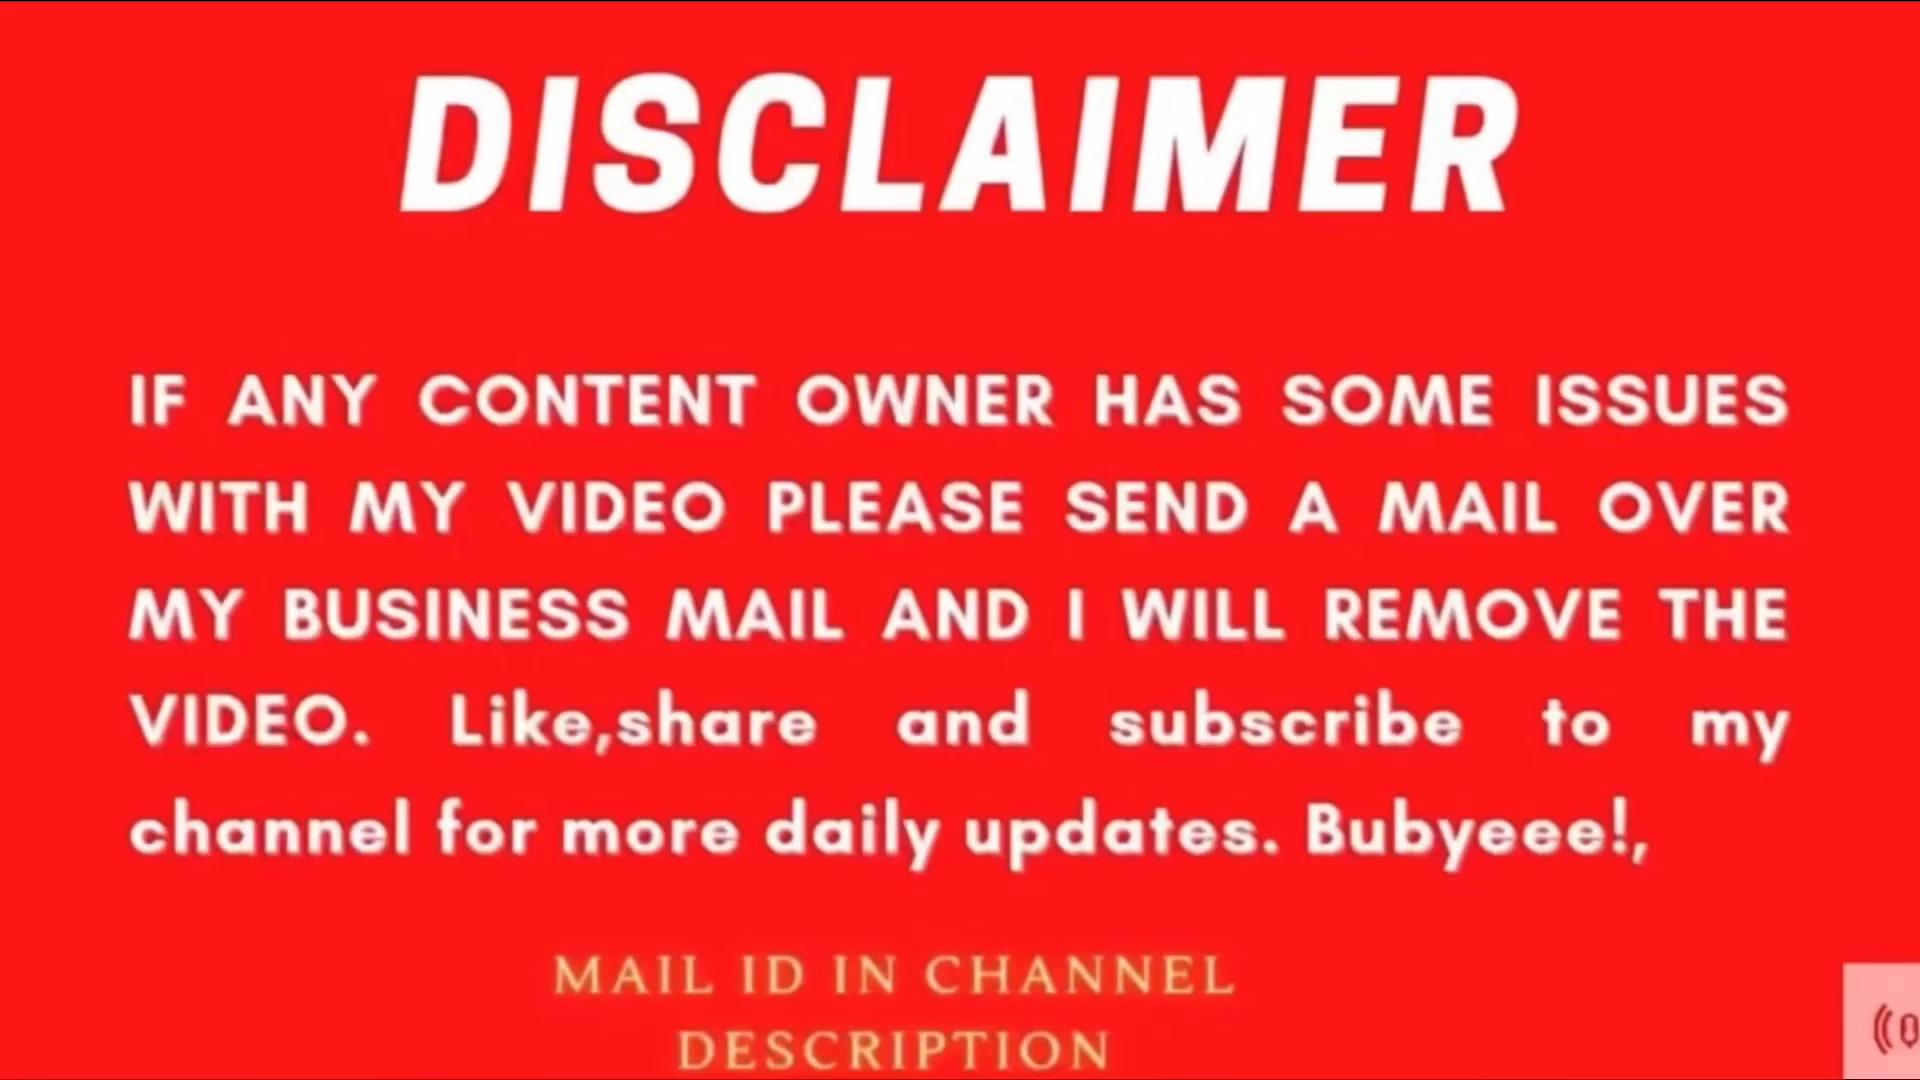 DISCLAIMER
IF ANY CONTENT OWNER HAS SOME ISSUES
WITH MY VIDEO PLEASE SEND A MAIL OVER
MY BUSINESS MAIL AND I WILL REMOVE THE
VIDEO. Like,share and subscribe to my
channel for more daily updates. Bubyeee!,
MAIL ID IN CHANNEL
DESCRIPTION